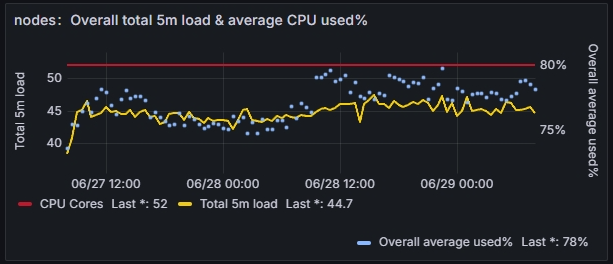 nodes: Overall total 5m load & average CPU used%
Total 5m load
50
45
40
80%
75%
Overall average used%
06/27 12:00
06/28 00:00
06/28 12:00
06/29 00:00
CPU Cores Last *: 52
Total 5m load Last *: 44.7
Overall average used% Last *: 78%